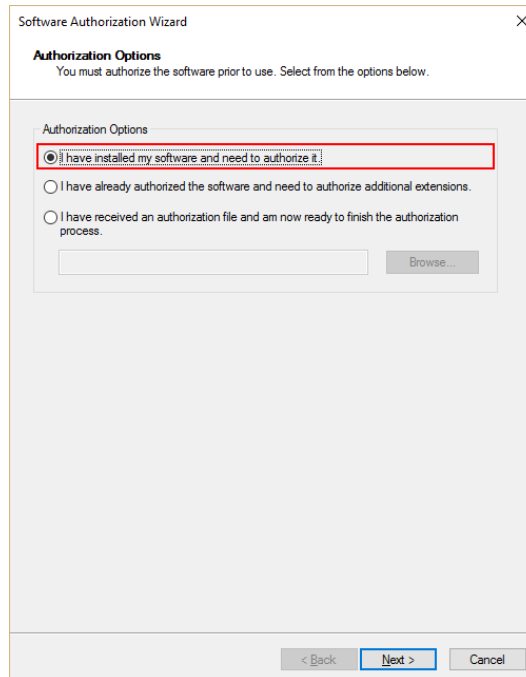 Software Authorization Wizard
Authorization Options
You must authorize the software prior to use. Select from the options below.
Authorization Options
I have installed my software and need to authorize it.
I have already authorized the software and need to authorize additional extensions.
I have received an authorization file and am now ready to finish the authorization
process.
Browse...
< Back Next > Cancel